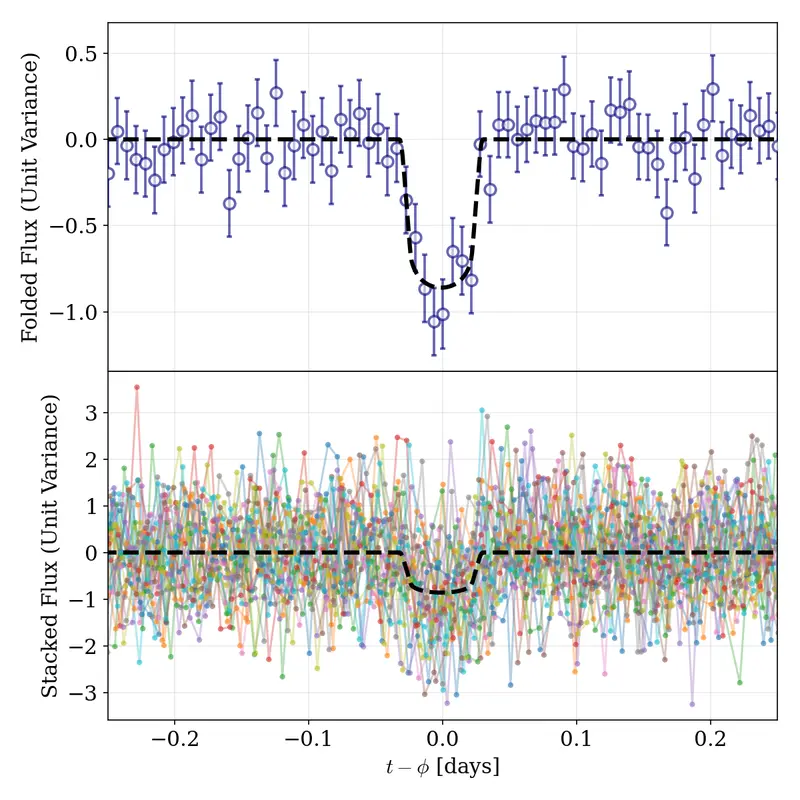 Folded Flux (Unit Variance)
0.5
0.0
−0.5
−1.0
Stacked Flux (Unit Variance)
3
2
1
0
−1
−2
−3
−0.2 −0.1 0.0 0.1 0.2
t − ϕ [days]